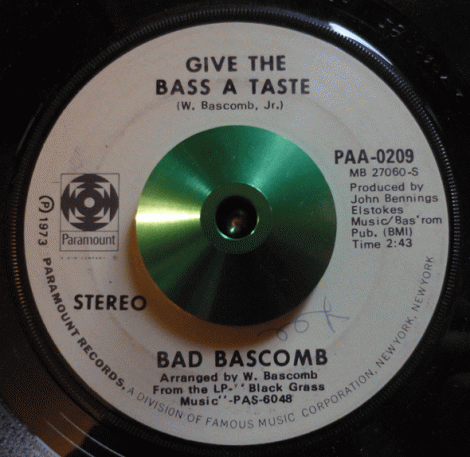 GIVE THE
BASS A TASTE
(W. Bascomb, Jr.)
PAA-0209
MB 27060-S
Produced by
John Bennings
Elstokes
Music/Bas'rom
Pub. (BMI)
Time 2:43
Paramount
STEREO
BAD BASCOMB
Arranged by W. Bascomb
From the LP-" Black Grass
Music"-PAS-6048
Ⓟ 1973 PARAMOUNT RECORDS, A DIVISION OF FAMOUS MUSIC CORPORATION, NEW YORK, NEW YORK